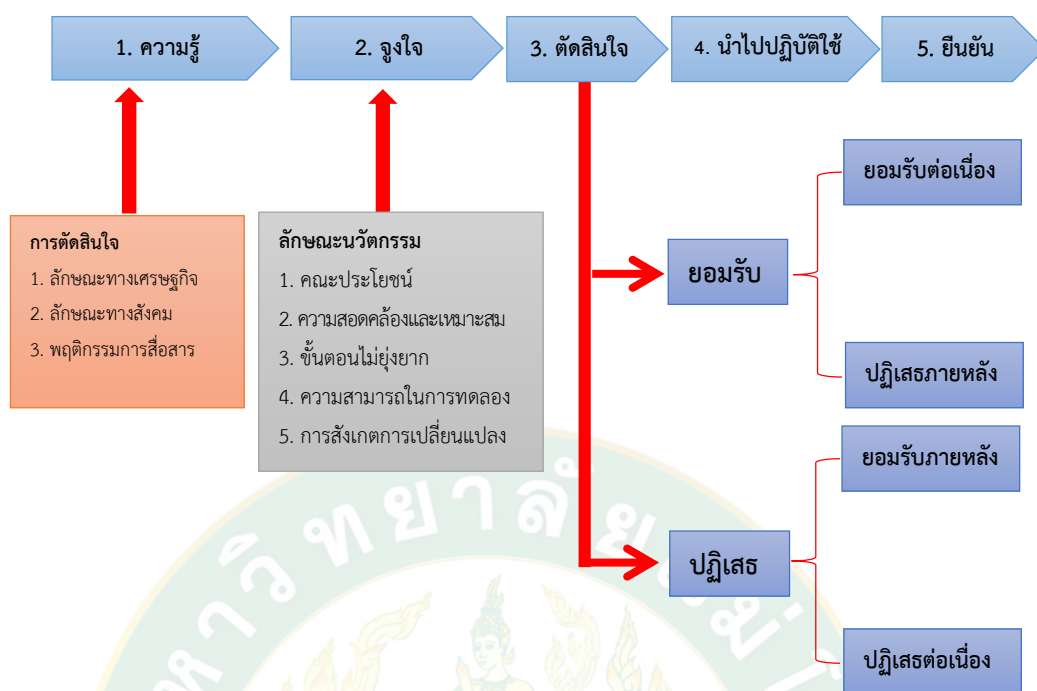 1. ความรู้
2. จูงใจ
3. ตัดสินใจ
4. นำไปปฏิบัติใช้
5. ยืนยัน
การตัดสินใจ
1. ลักษณะทางเศรษฐกิจ
2. ลักษณะทางสังคม
3. พฤติกรรมการสื่อสาร
ลักษณะนวัตกรรม
1. คณะประโยชน์
2. ความสอดคล้องและเหมาะสม
3. ขั้นตอนไม่ยุ่งยาก
4. ความสามารถในการทดลอง
5. การสังเกตการเปลี่ยนแปลง
ยอมรับ
ยอมรับต่อเนื่อง
ปฏิเสธภายหลัง
ปฏิเสธ
ยอมรับภายหลัง
ปฏิเสธต่อเนื่อง